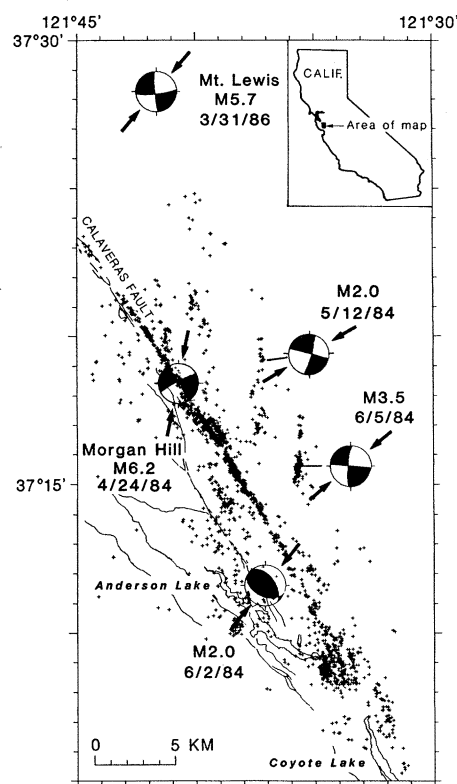 121°45'
121°30'
37°30'
Mt. Lewis
M5.7
3/31/86
CALIF.
Area of map
CALAVERAS FAULT
M2.0
5/12/84
M3.5
6/5/84
Morgan Hill
M6.2
4/24/84
37°15'
Anderson Lake
M2.0
6/2/84
0 5 KM
Coyote Lake